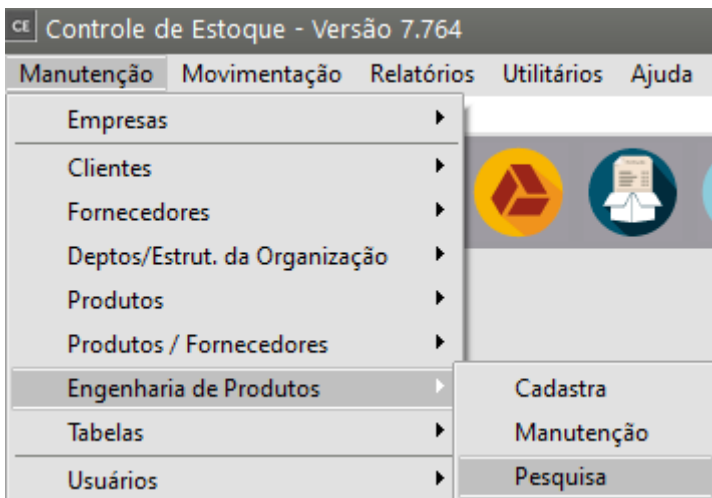 CE Controle de Estoque - Versão 7.764
Manutenção Movimentação Relatórios Utilitários Ajuda
Empresas
Clientes
Fornecedores
Deptos/Estrut. da Organização
Produtos
Produtos / Fornecedores
Engenharia de Produtos
Cadastra
Tabelas
Manutenção
Usuários
Pesquisa